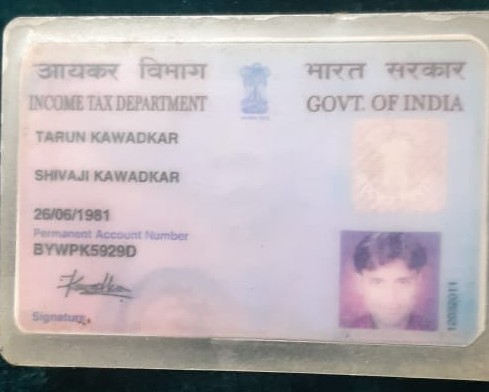 आयकर विभाग
INCOME TAX DEPARTMENT
भारत सरकार
GOVT. OF INDIA
TARUN KAWADKAR
SHIVAJI KAWADKAR
26/06/1981
Permanent Account Number
BYWPK5929D
Signature